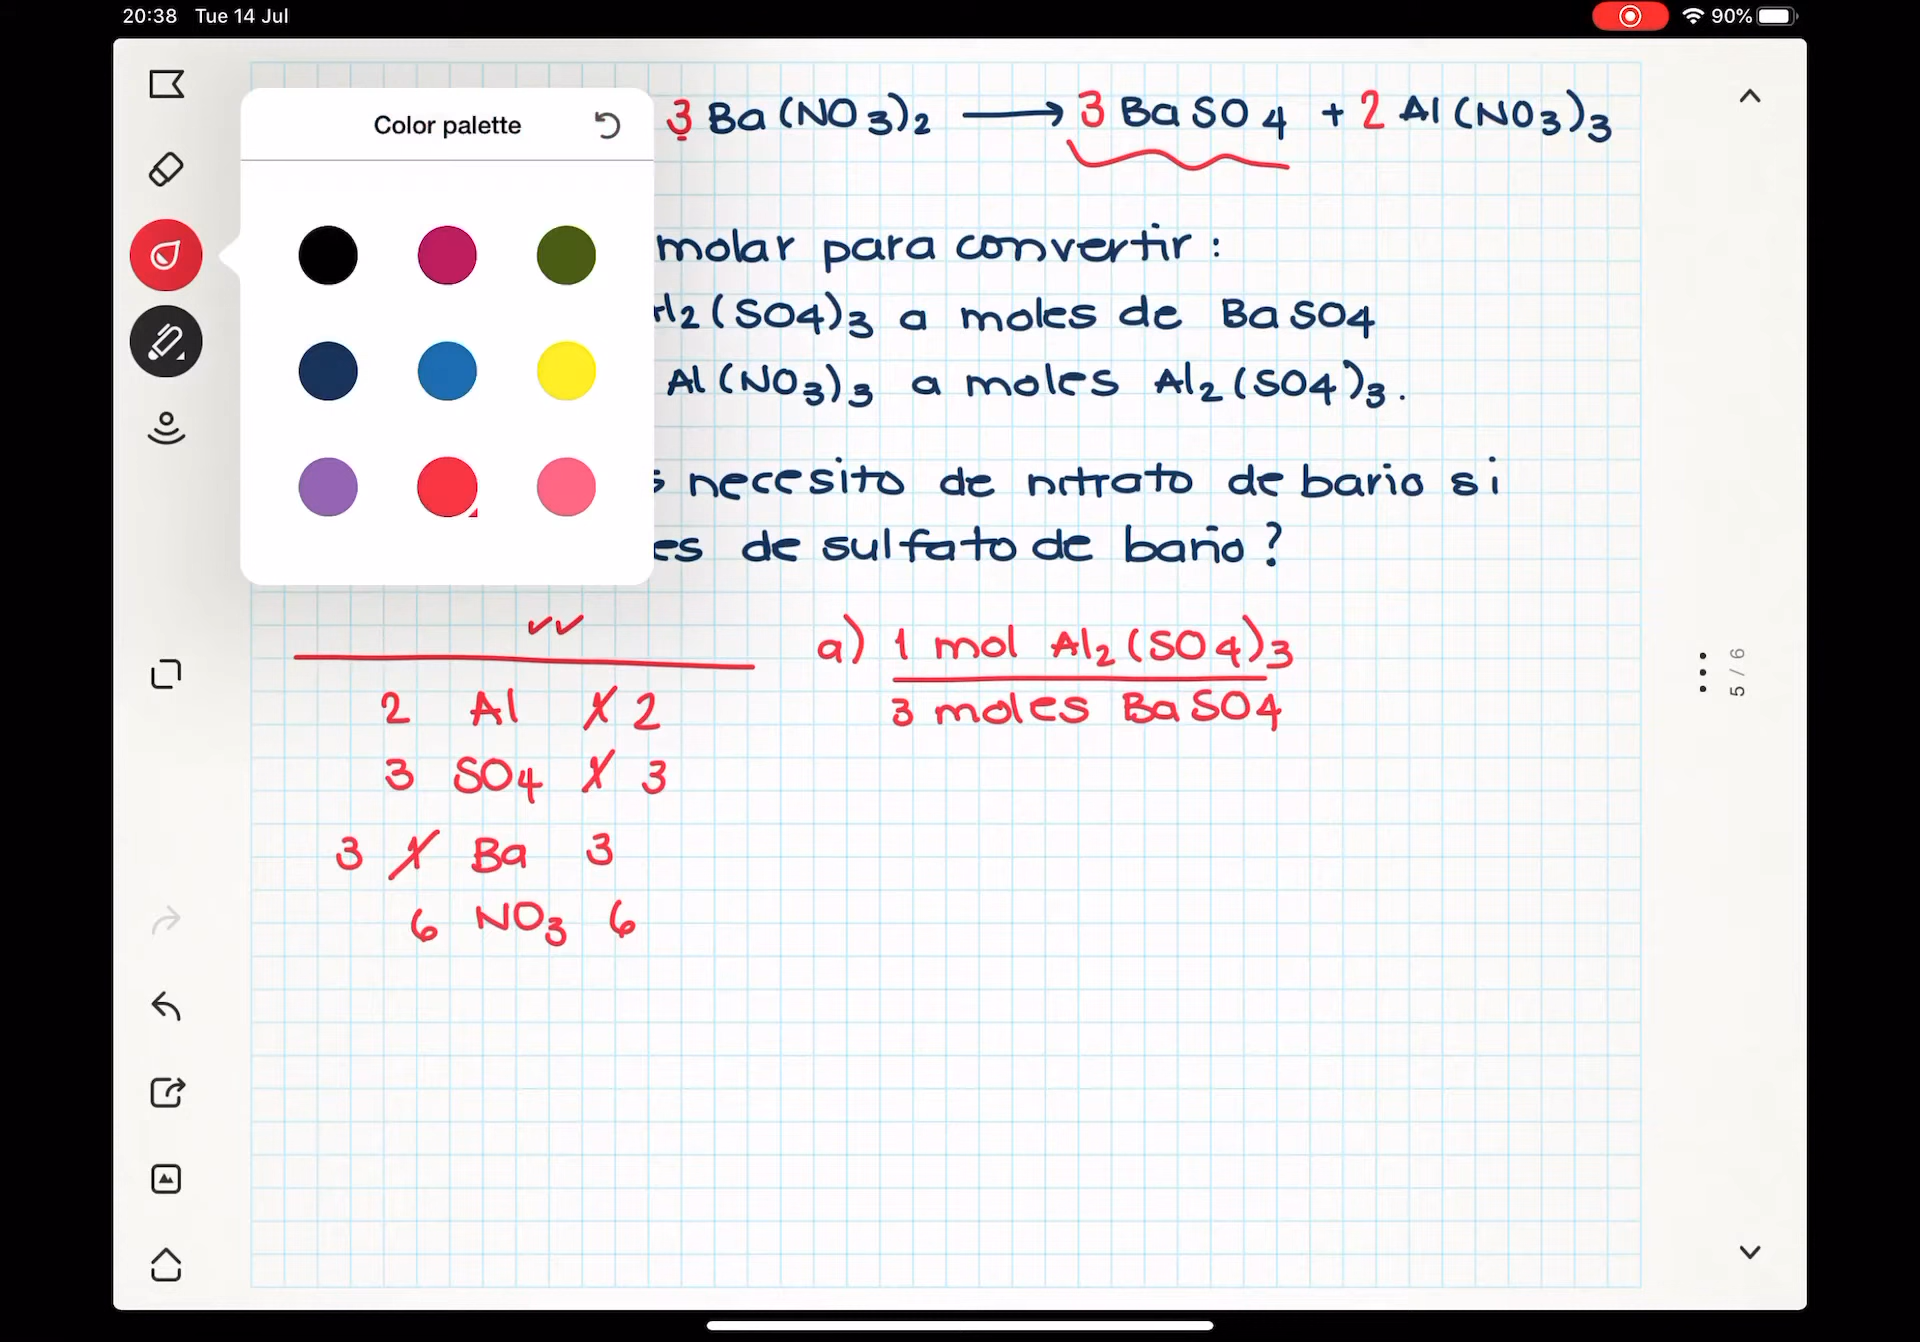 20:38 Tue 14 Jul
90%
Color palette
3 Ba(NO3)2 ⟶ 3 BaSO4 + 2 Al(NO3)3
molar para convertir :
(SO4)3 a moles de BaSO4
Al(NO3)3 a moles Al2(SO4)3.
necesito de nitrato de bario si
de sulfato de bario ?
a) 1 mol Al2(SO4)3
3 moles BaSO4
2 Al 1 2
3 SO4 1 3
3 1 Ba 3
6 NO3 6
5 / 6